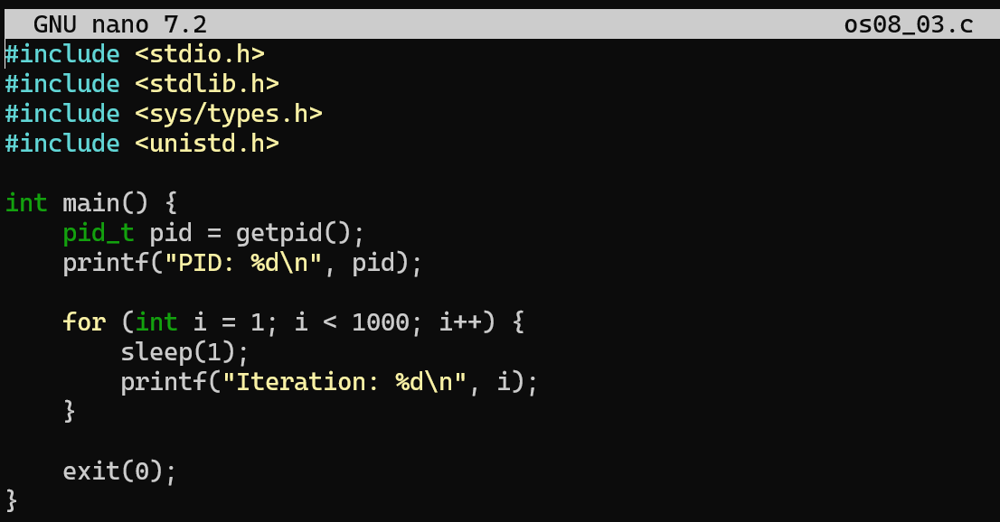 GNU nano 7.2 os08_03.c
#include <stdio.h>
#include <stdlib.h>
#include <sys/types.h>
#include <unistd.h>

int main() {
    pid_t pid = getpid();
    printf("PID: %d\n", pid);

    for (int i = 1; i < 1000; i++) {
        sleep(1);
        printf("Iteration: %d\n", i);
    }

    exit(0);
}